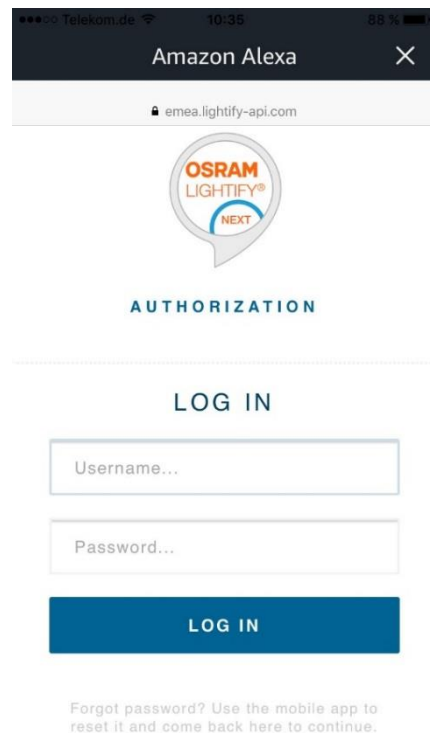 Telekom.de 10:35 88 %
Amazon Alexa
emea.lightify-api.com
OSRAM
LIGHTIFY®
NEXT
AUTHORIZATION
LOG IN
Username...
Password...
LOG IN
Forgot password? Use the mobile app to
reset it and come back here to continue.